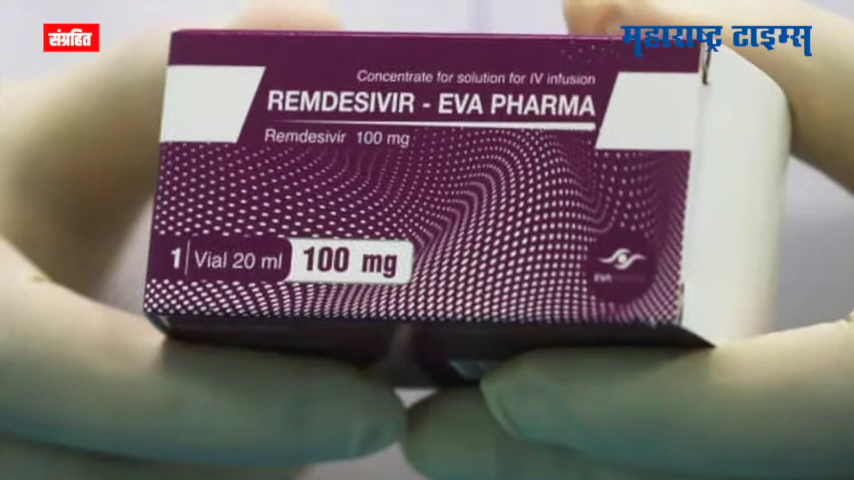 संग्रहित
महाराष्ट्र टाइम्स
Concentrate for solution for IV infusion
REMDESIVIR - EVA PHARMA
Remdesivir 100 mg
1 Vial 20 ml 100 mg
EVA